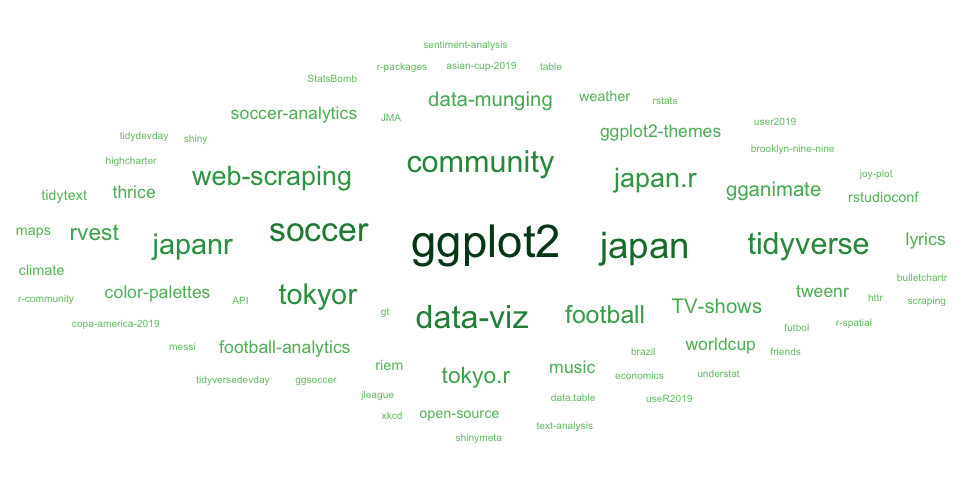 sentiment-analysis
r-packages asian-cup-2019 table
StatsBomb
data-munging weather rstats
soccer-analytics JMA
ggplot2-themes user2019
tidydevday shiny
brooklyn-nine-nine
highcharter community
web-scraping japan.r joy-plot
tidytext thrice gganimate rstudioconf
maps rvest soccer
japanr ggplot2 japan tidyverse lyrics
climate
bulletchartr
r-community color-palettes API tokyor tweenr httr scraping
gt data-viz football TV-shows
copa-america-2019 futbol r-spatial
messi football-analytics worldcup
brazil friends
riem music
tidyversedevday ggsoccer tokyo.r economics understat
jleague data.table useR2019
xkcd open-source
text-analysis
shinymeta